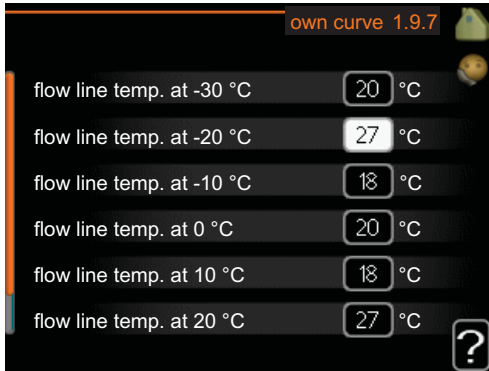 own curve 1.9.7
flow line temp. at -30 °C 20 °C
flow line temp. at -20 °C 27 °C
flow line temp. at -10 °C 18 °C
flow line temp. at 0 °C 20 °C
flow line temp. at 10 °C 18 °C
flow line temp. at 20 °C 27 °C
?